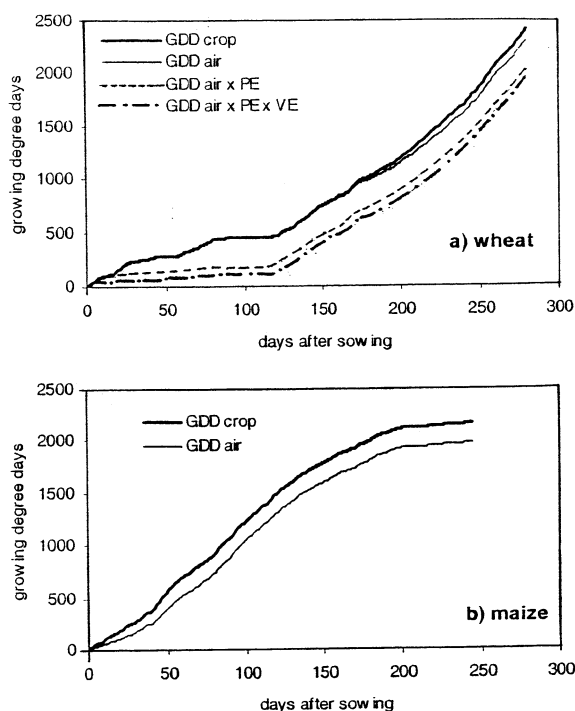 2500
2000
1500
1000
500
0
growing degree days
GDD crop
GDD air
GDD air x PE
GDD air x PE x VE
a) wheat
0 50 100 150 200 250 300
days after sowing
2500
2000
1500
1000
500
0
growing degree days
GDD crop
GDD air
b) maize
0 50 100 150 200 250 300
days after sowing